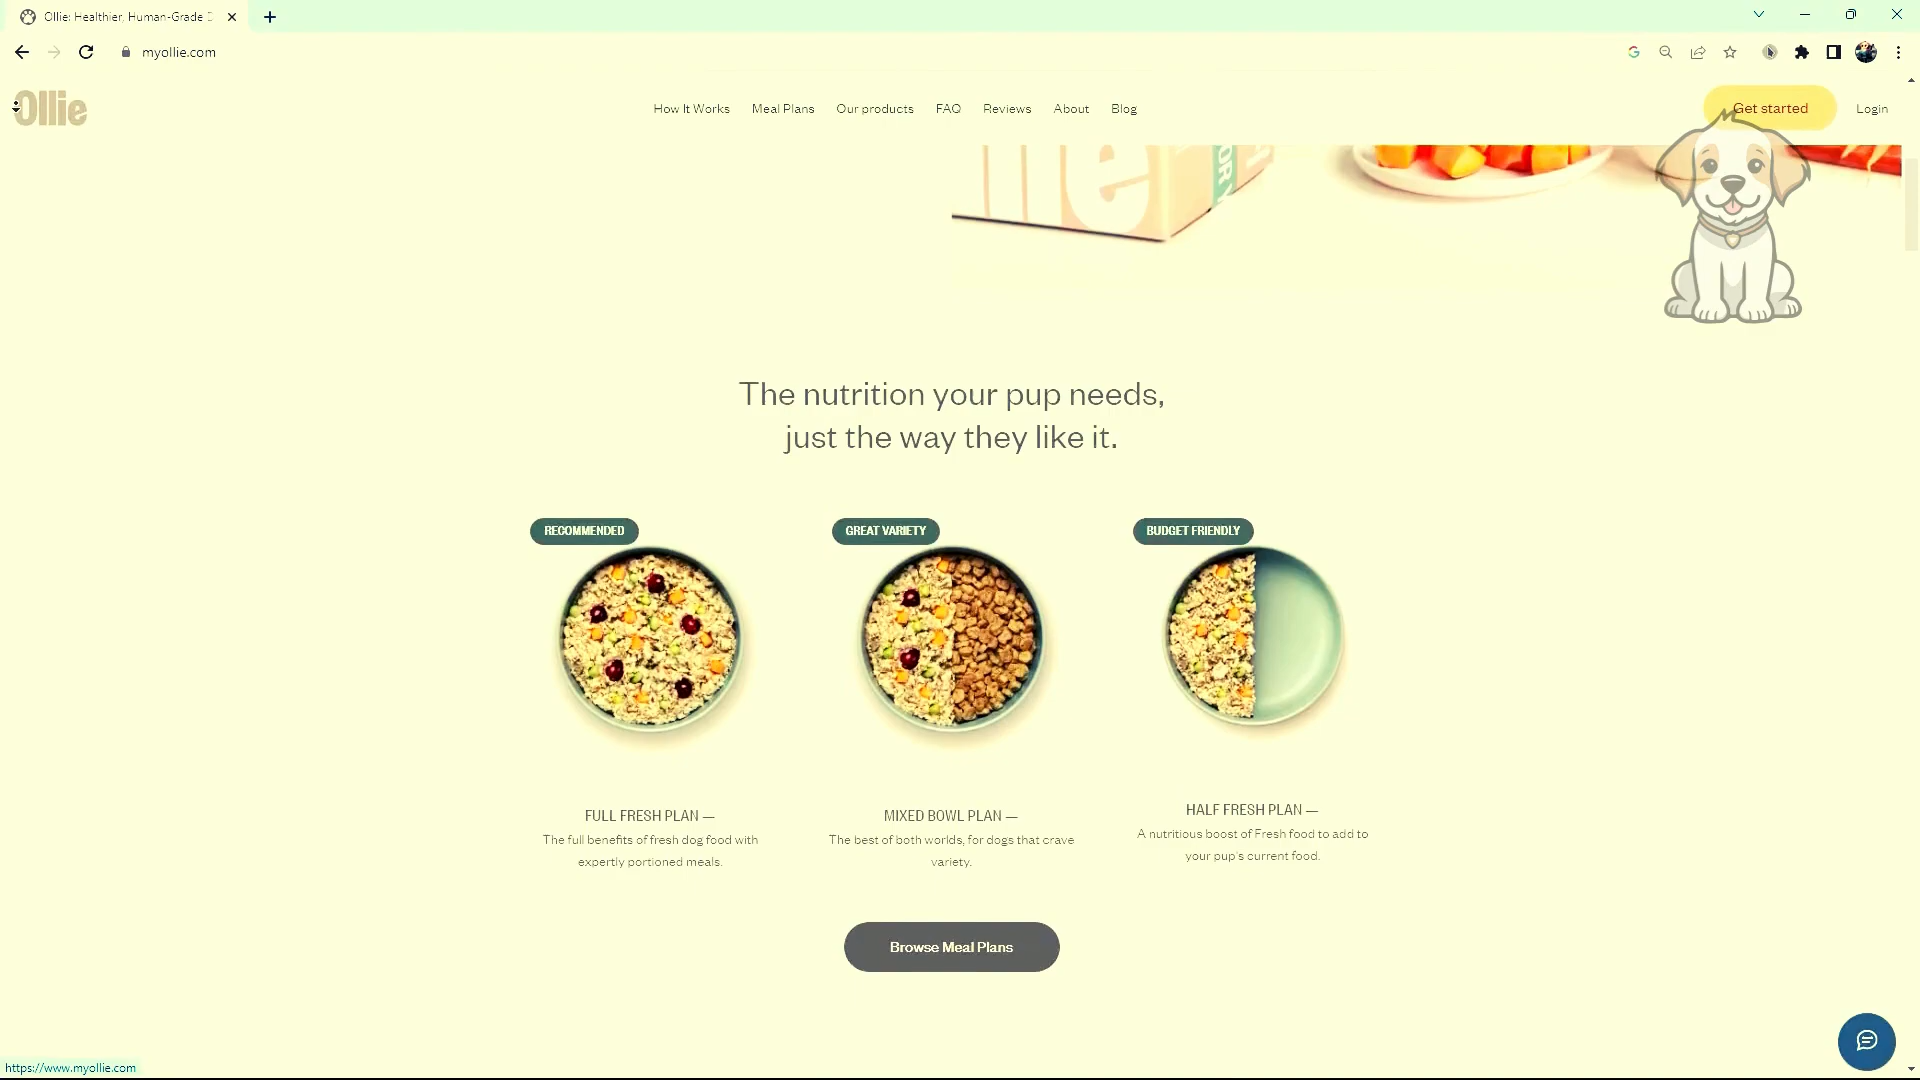 Ollie: Healthier, Human-Grade D
myollie.com
Ollie
How It Works
Meal Plans
Our products
FAQ
Reviews
About
Blog
Get started
Login
The nutrition your pup needs,
just the way they like it.
RECOMMENDED
GREAT VARIETY
BUDGET FRIENDLY
FULL FRESH PLAN —
The full benefits of fresh dog food with
expertly portioned meals.
MIXED BOWL PLAN —
The best of both worlds, for dogs that crave
variety.
HALF FRESH PLAN —
A nutritious boost of Fresh food to add to
your pup's current food.
Browse Meal Plans
https://www.myollie.com